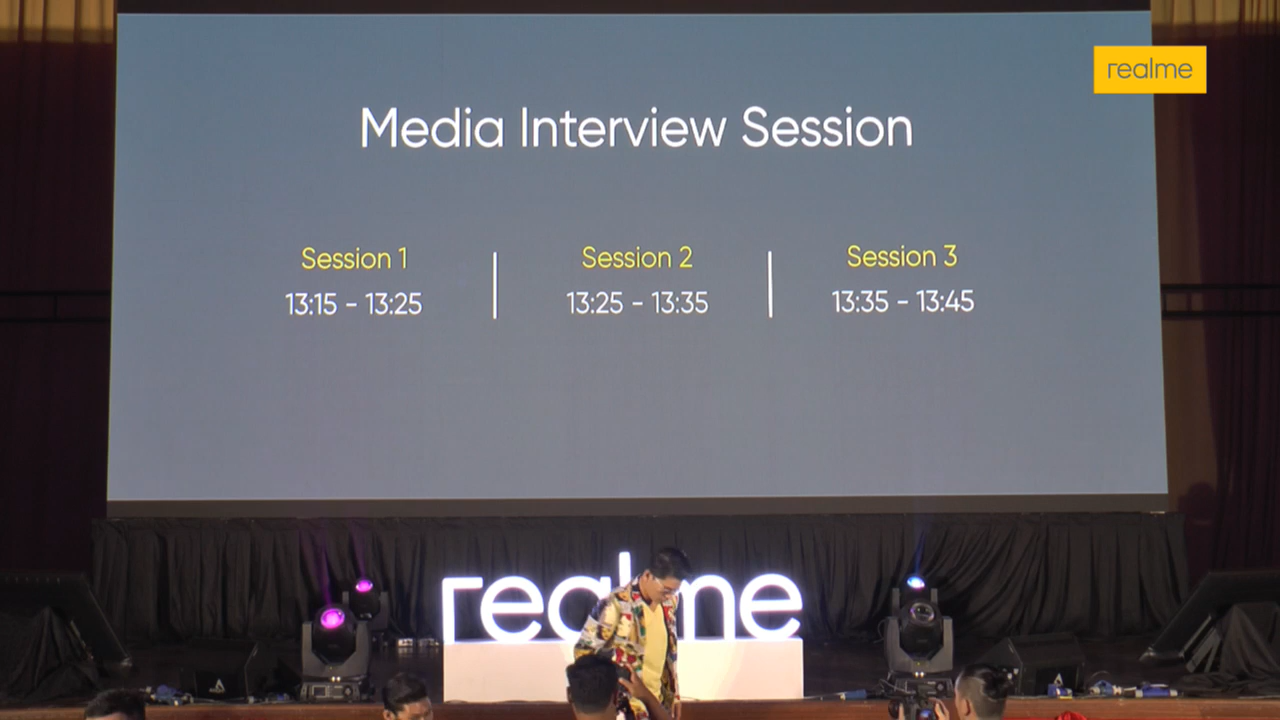 realme
Media Interview Session
Session 1
13:15 - 13:25
Session 2
13:25 - 13:35
Session 3
13:35 - 13:45
realme